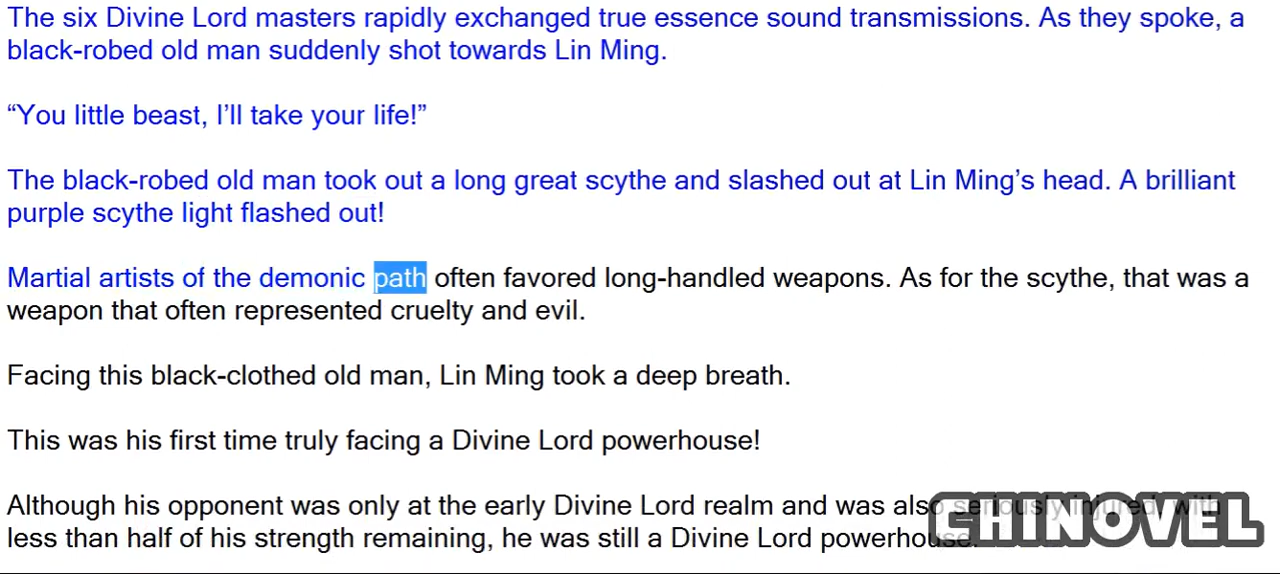 The six Divine Lord masters rapidly exchanged true essence sound transmissions. As they spoke, a
black-robed old man suddenly shot towards Lin Ming.
“You little beast, I’ll take your life!”
The black-robed old man took out a long great scythe and slashed out at Lin Ming’s head. A brilliant
purple scythe light flashed out!
Martial artists of the demonic path often favored long-handled weapons. As for the scythe, that was a
weapon that often represented cruelty and evil.
Facing this black-clothed old man, Lin Ming took a deep breath.
This was his first time truly facing a Divine Lord powerhouse!
Although his opponent was only at the early Divine Lord realm and was also seriously injured, with
less than half of his strength remaining, he was still a Divine Lord powerhouse.
CHINOVEL